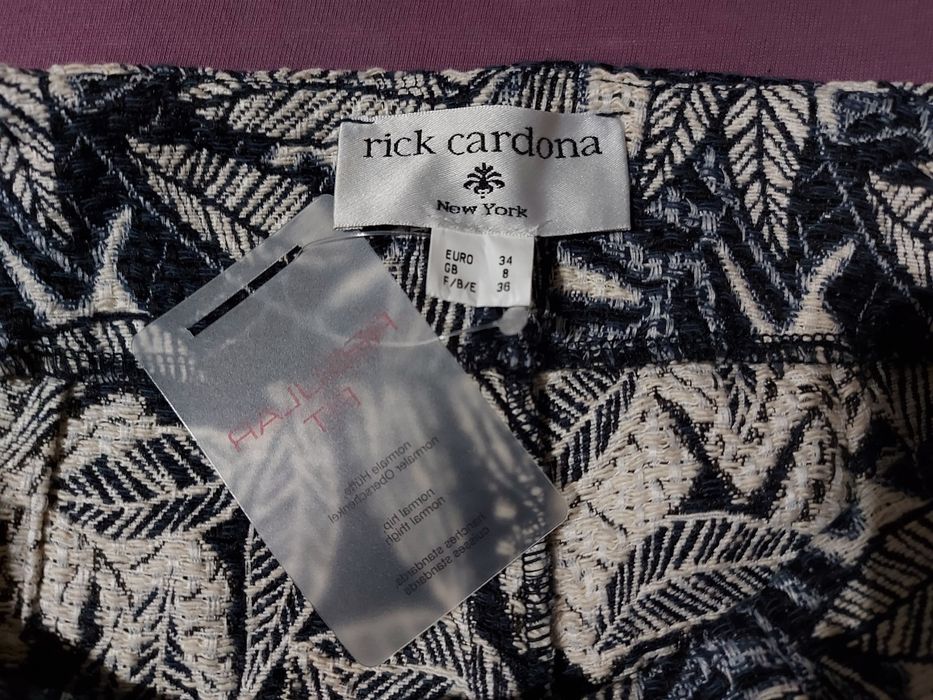 rick cardona
New York
EURO 34
GB 8
F/B/E 36
REGULAR
FIT
normale Hüfte
normaler Oberschenkel
normal hip
normal thigh
hanches standards
cuisses standards